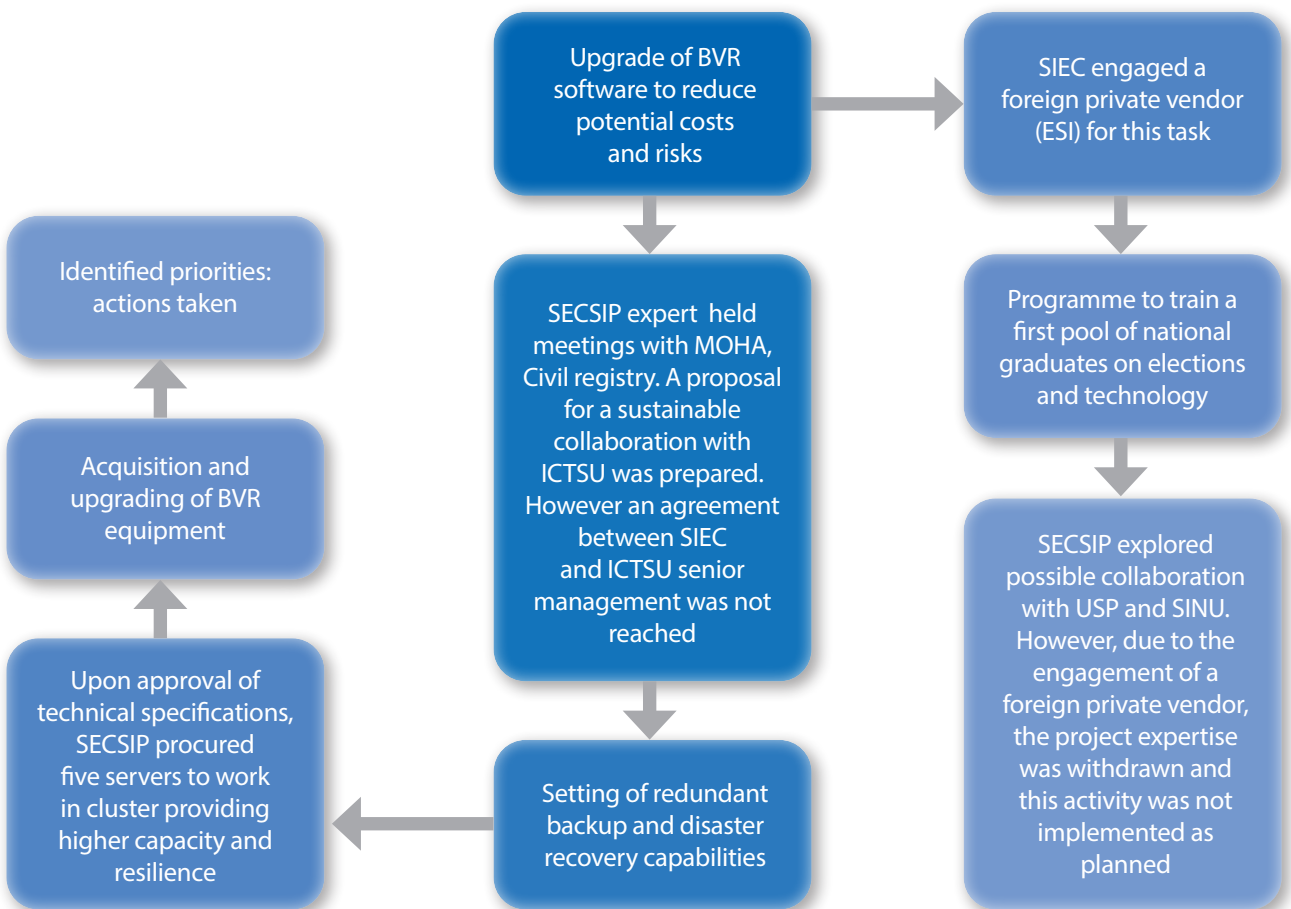 Upgrade of BVR
software to reduce
potential costs
and risks
SIEC engaged a
foreign private vendor
(ESI) for this task
Programme to train a
first pool of national
graduates on elections
and technology
SECSIP explored
possible collaboration
with USP and SINU.
However, due to the
engagement of a
foreign private vendor,
the project expertise
was withdrawn and
this activity was not
implemented as
planned
SECSIP expert held
meetings with MOHA,
Civil registry. A proposal
for a sustainable
collaboration with
ICTSU was prepared.
However an agreement
between SIEC
and ICTSU senior
management was not
reached
Setting of redundant
backup and disaster
recovery capabilities
Upon approval of
technical specifications,
SECSIP procured
five servers to work
in cluster providing
higher capacity and
resilience
Acquisition and
upgrading of BVR
equipment
Identified priorities:
actions taken